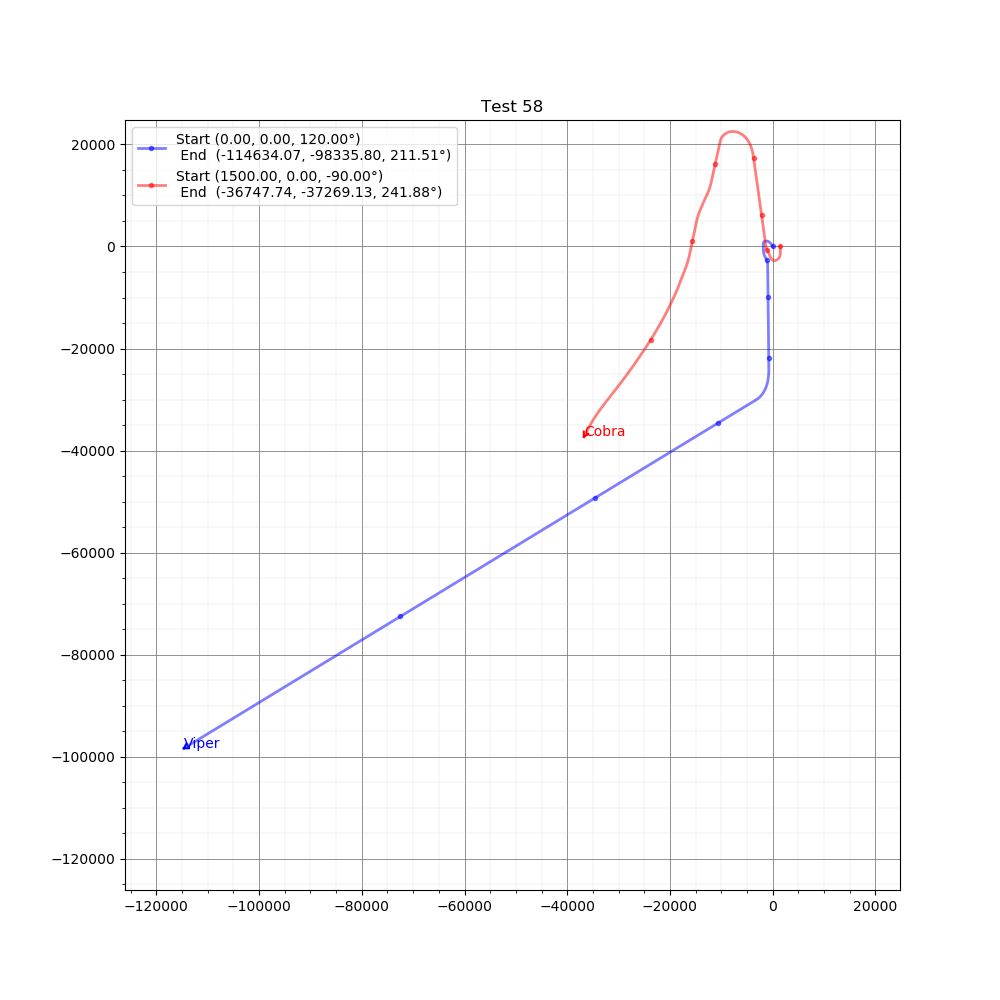 Test 58
Start (0.00, 0.00, 120.00°)
End (-114634.07, -98335.80, 211.51°)
Start (1500.00, 0.00, -90.00°)
End (-36747.74, -37269.13, 241.88°)
20000
0
−20000
−40000
−60000
−80000
−100000
−120000
Cobra
Viper
−120000 −100000 −80000 −60000 −40000 −20000 0 20000